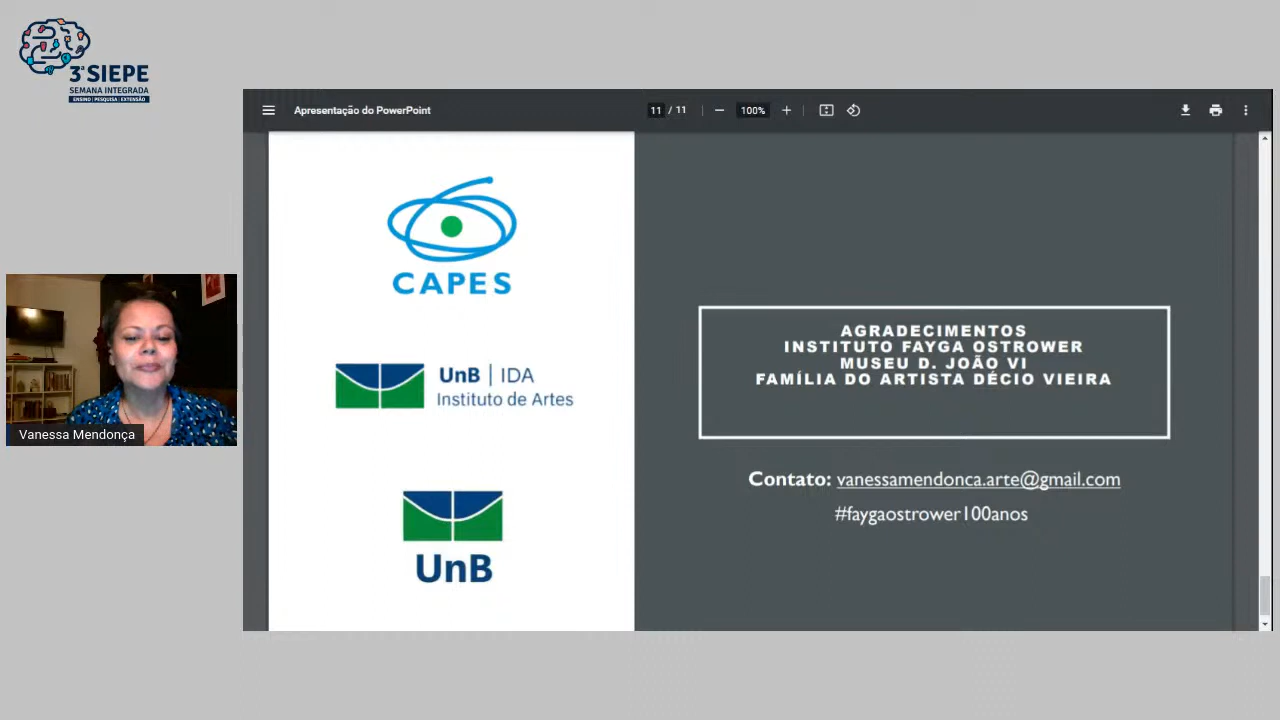 3ª SIEPE
SEMANA INTEGRADA
ENSINO | PESQUISA | EXTENSÃO
Apresentação do PowerPoint
11 / 11
100%
CAPES
UnB | IDA
Instituto de Artes
UnB
AGRADECIMENTOS
INSTITUTO FAYGA OSTROWER
MUSEU D. JOÃO VI
FAMÍLIA DO ARTISTA DÉCIO VIEIRA
Contato: vanessamendonca.arte@gmail.com
#faygaostrower100anos
Vanessa Mendonça